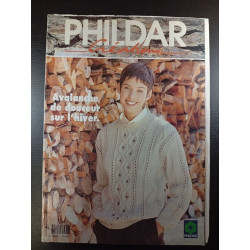 PHILDAR
Avalanche
de douceur
sur l'hiver.